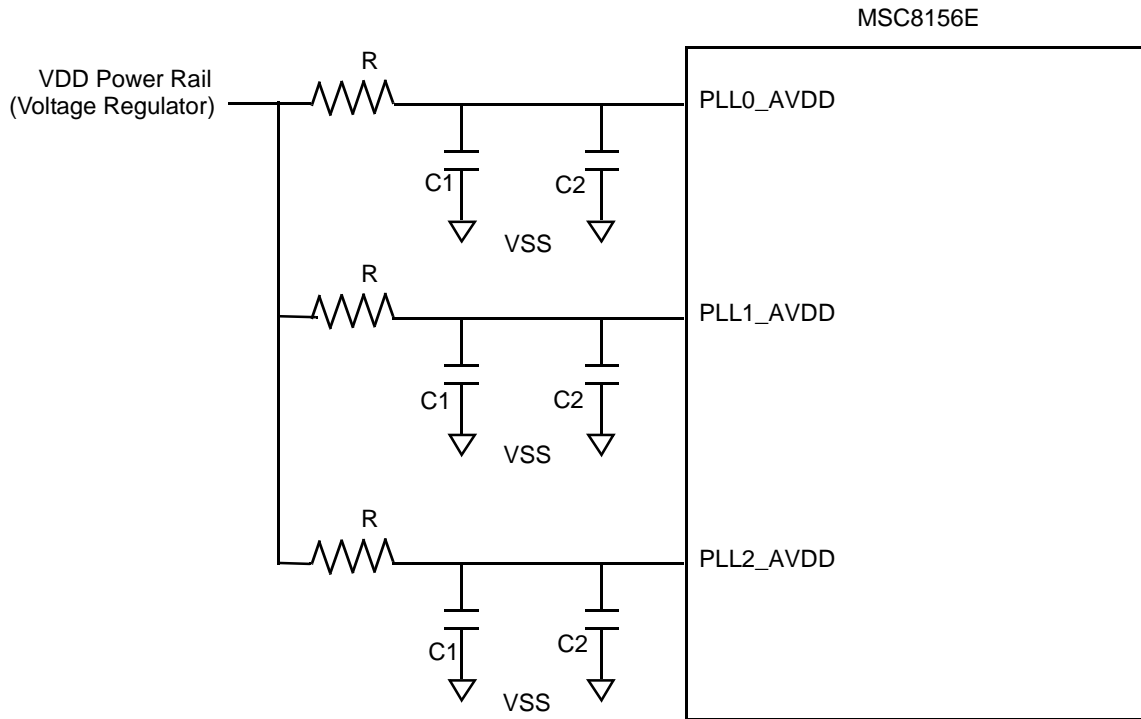 MSC8156E
R
VDD Power Rail
(Voltage Regulator)
PLL0_AVDD
C1
C2
VSS
R
PLL1_AVDD
C1
C2
VSS
R
PLL2_AVDD
C1
C2
VSS